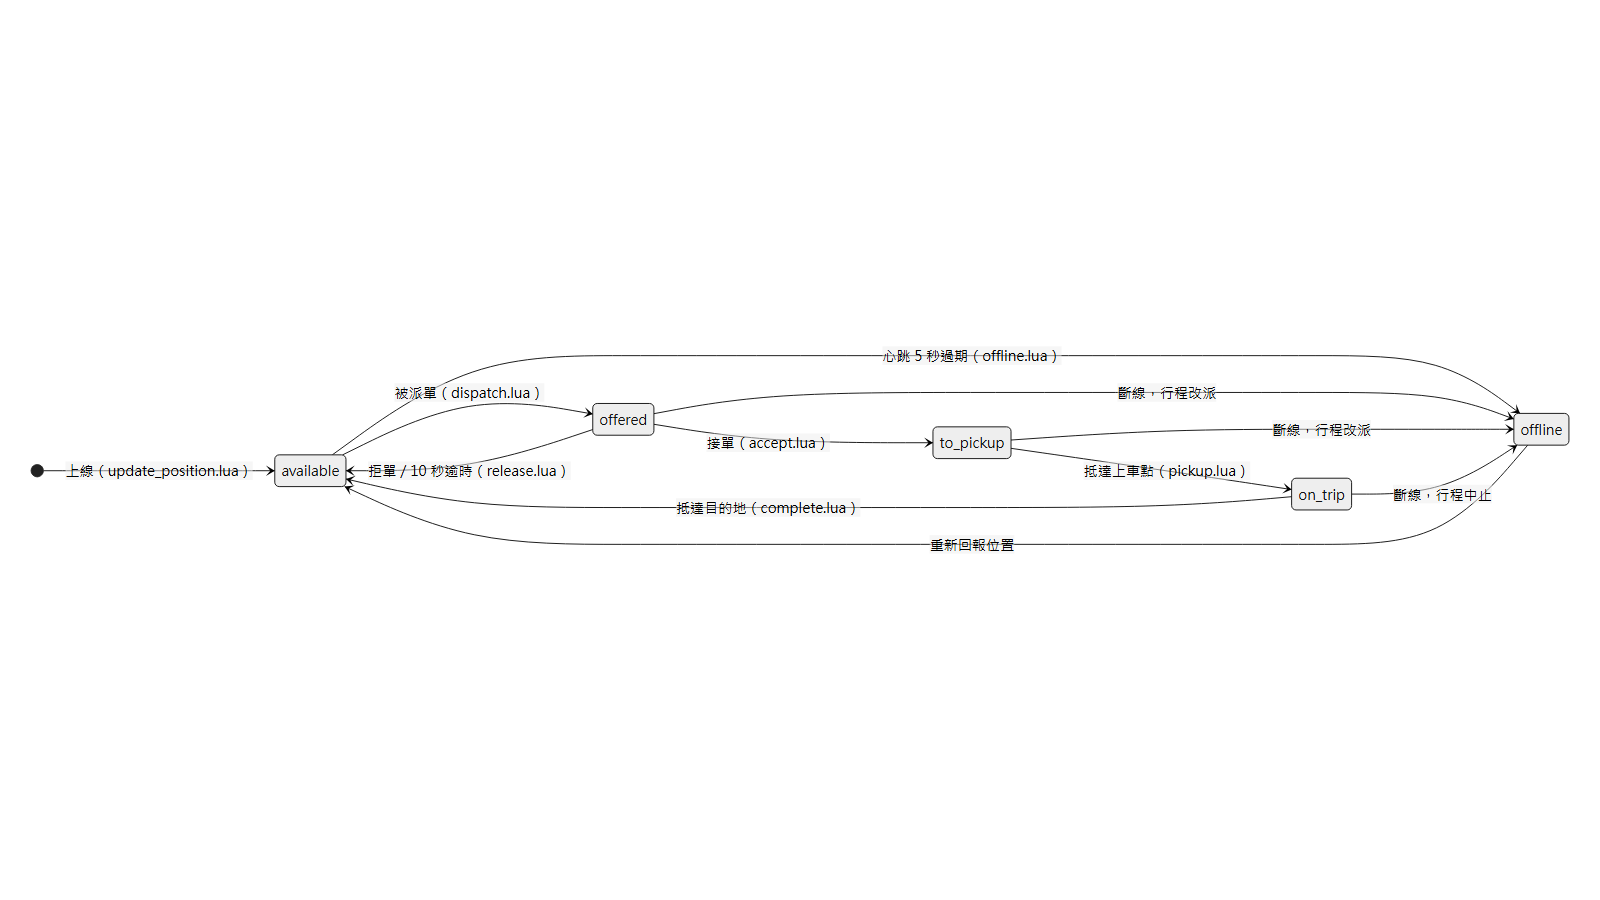 心跳 5 秒過期（offline.lua）
被派單（dispatch.lua）
斷線，行程改派
offered
斷線，行程改派
offline
接單（accept.lua）
to_pickup
上線（update_position.lua）
available
拒單 / 10 秒逾時（release.lua）
抵達上車點（pickup.lua）
on_trip
斷線，行程中止
抵達目的地（complete.lua）
重新回報位置